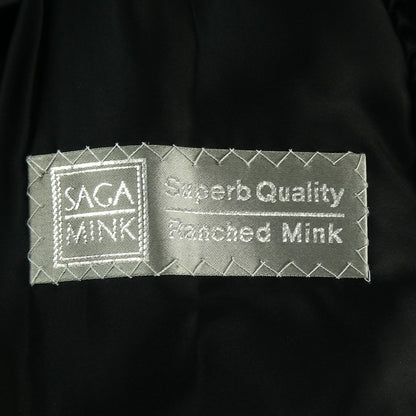 SAGA
MINK
Superb Quality
Ranched Mink